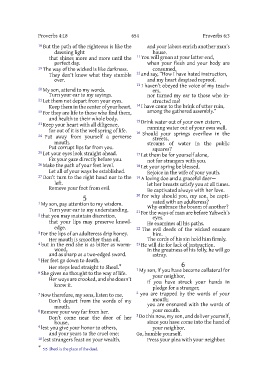 Proverbs 4:18
654
Proverbs 6:3
18 But the path of the righteous is like the
dawning light
that shines more and more until the
perfect day.
19 The way of the wicked is like darkness.
They don't know what they stumble
over.
20 My son, attend to my words.
Turn your ear to my sayings.
21 Let them not depart from your eyes.
Keep them in the center of your heart.
22 For they are life to those who find them,
and health to their whole body.
23 Keep your heart with all diligence,
for out of it is the wellspring of life.
24 Put away from yourself a perverse
mouth.
Put corrupt lips far from you.
25 Let your eyes look straight ahead.
Fix your gaze directly before you.
26 Make the path of your feet level.
Let all of your ways be established.
27 Don't turn to the right hand nor to the
left.
Remove your foot from evil.
5
1 My son, pay attention to my wisdom.
Turn your ear to my understanding,
2 that you may maintain discretion,
that your lips may preserve knowl-
edge.
3 For the lips of an adulteress drip honey.
Her mouth is smoother than oil,
4 but in the end she is as bitter as worm-
wood,
and as sharp as a two-edged sword.
5 Her feet go down to death.
Her steps lead straight to Sheol.*
6 She gives no thought to the way of life.
Her ways are crooked, and she doesn't
know it.
7 Now therefore, my sons, listen to me.
Don't depart from the words of my
mouth.
8 Remove your way far from her.
Don't come near the door of her
house,
9 lest you give your honor to others,
and your years to the cruel one;
10 lest strangers feast on your wealth,
and your labors enrich another man's
house.
11 You will groan at your latter end,
when your flesh and your body are
consumed,
12 and say, "How I have hated instruction,
and my heart despised reproof.
13 I haven't obeyed the voice of my teach-
ers,
nor turned my ear to those who in-
structed me!
14 I have come to the brink of utter ruin,
among the gathered assembly."
15 Drink water out of your own cistern,
running water out of your own well.
16 Should your springs overflow in the
streets,
streams of water in the public
squares?
17 Let them be for yourself alone,
not for strangers with you.
18 Let your spring be blessed.
Rejoice in the wife of your youth.
19 A loving doe and a graceful deer—
let her breasts satisfy you at all times.
Be captivated always with her love.
20 For why should you, my son, be capti-
vated with an adulteress?
Why embrace the bosom of another?
21 For the ways of man are before Yahweh's
eyes.
He examines all his paths.
22 The evil deeds of the wicked ensnare
him.
The cords of his sin hold him firmly.
23 He will die for lack of instruction.
In the greatness of his folly, he will go
astray.
6
1 My son, if you have become collateral for
your neighbor,
if you have struck your hands in
pledge for a stranger,
2 you are trapped by the words of your
mouth;
you are ensnared with the words of
your mouth.
3 Do this now, my son, and deliver yourself,
since you have come into the hand of
your neighbor.
Go, humble yourself.
Press your plea with your neighbor.
* 5:5 Sheol is the place of the dead.